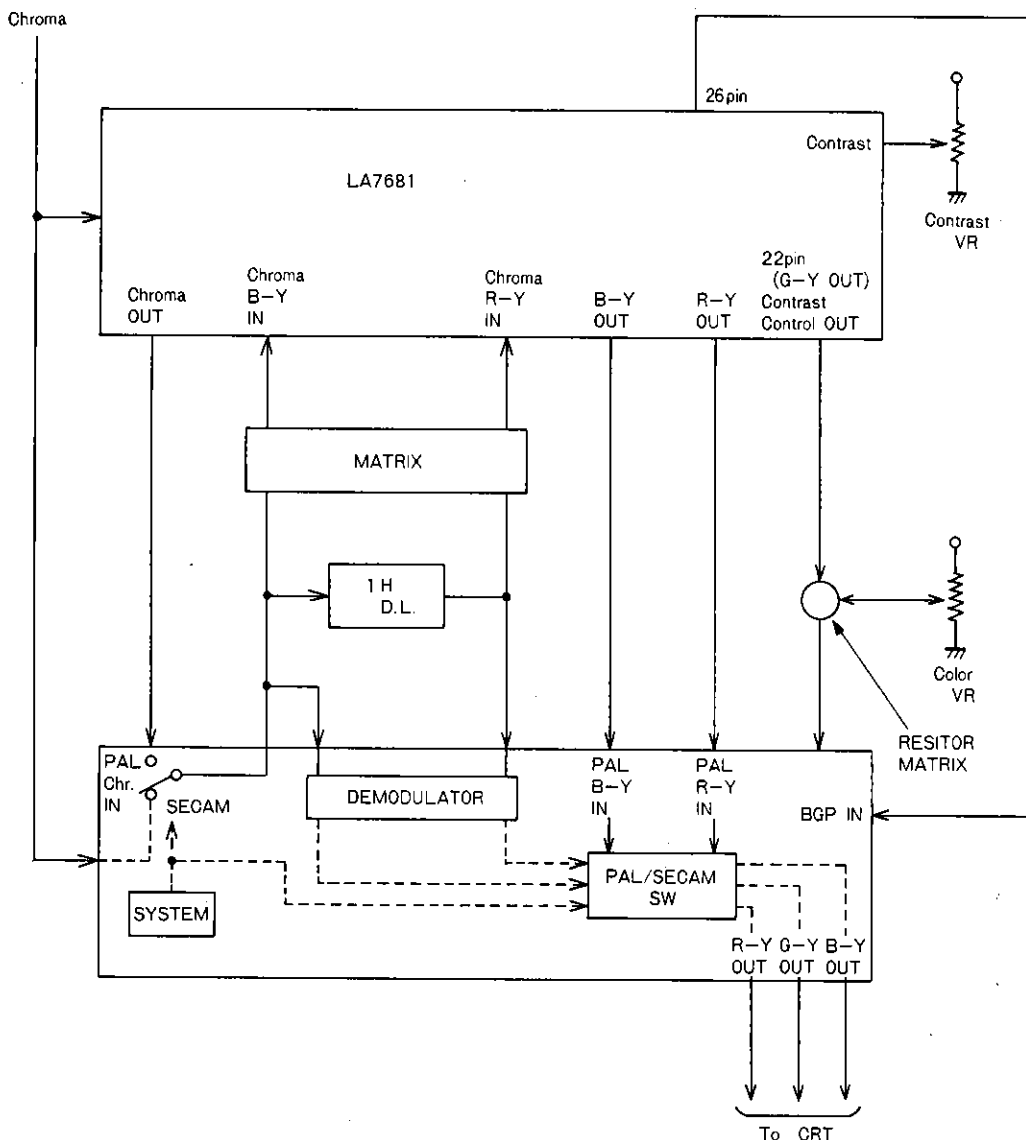 Chroma
26pin
Contrast
LA7681
Contrast
VR
Chroma
OUT
Chroma
B-Y
IN
Chroma
R-Y
IN
B-Y
OUT
R-Y
OUT
22pin
(G-Y OUT)
Contrast
Control OUT
MATRIX
1H
D.L.
Color
VR
RESITOR
MATRIX
PAL
Chr.
IN
SECAM
DEMODULATOR
PAL
B-Y
IN
PAL
R-Y
IN
BGP IN
PAL/SECAM
SW
SYSTEM
R-Y
OUT
G-Y
OUT
B-Y
OUT
To CRT